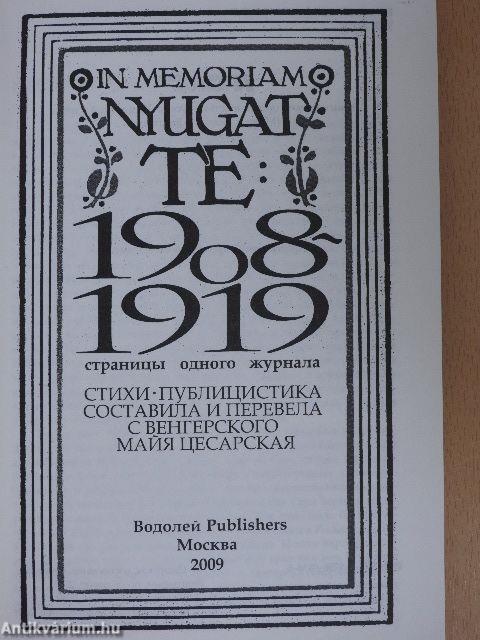 IN MEMORIAM
NYUGAT
TE:
1908-
1919
страницы одного журнала
СТИХИ · ПУБЛИЦИСТИКА
СОСТАВИЛА И ПЕРЕВЕЛА
С ВЕНГЕРСКОГО
МАЙЯ ЦЕСАРСКАЯ
Водолей Publishers
Москва
2009
Antikvárium.hu